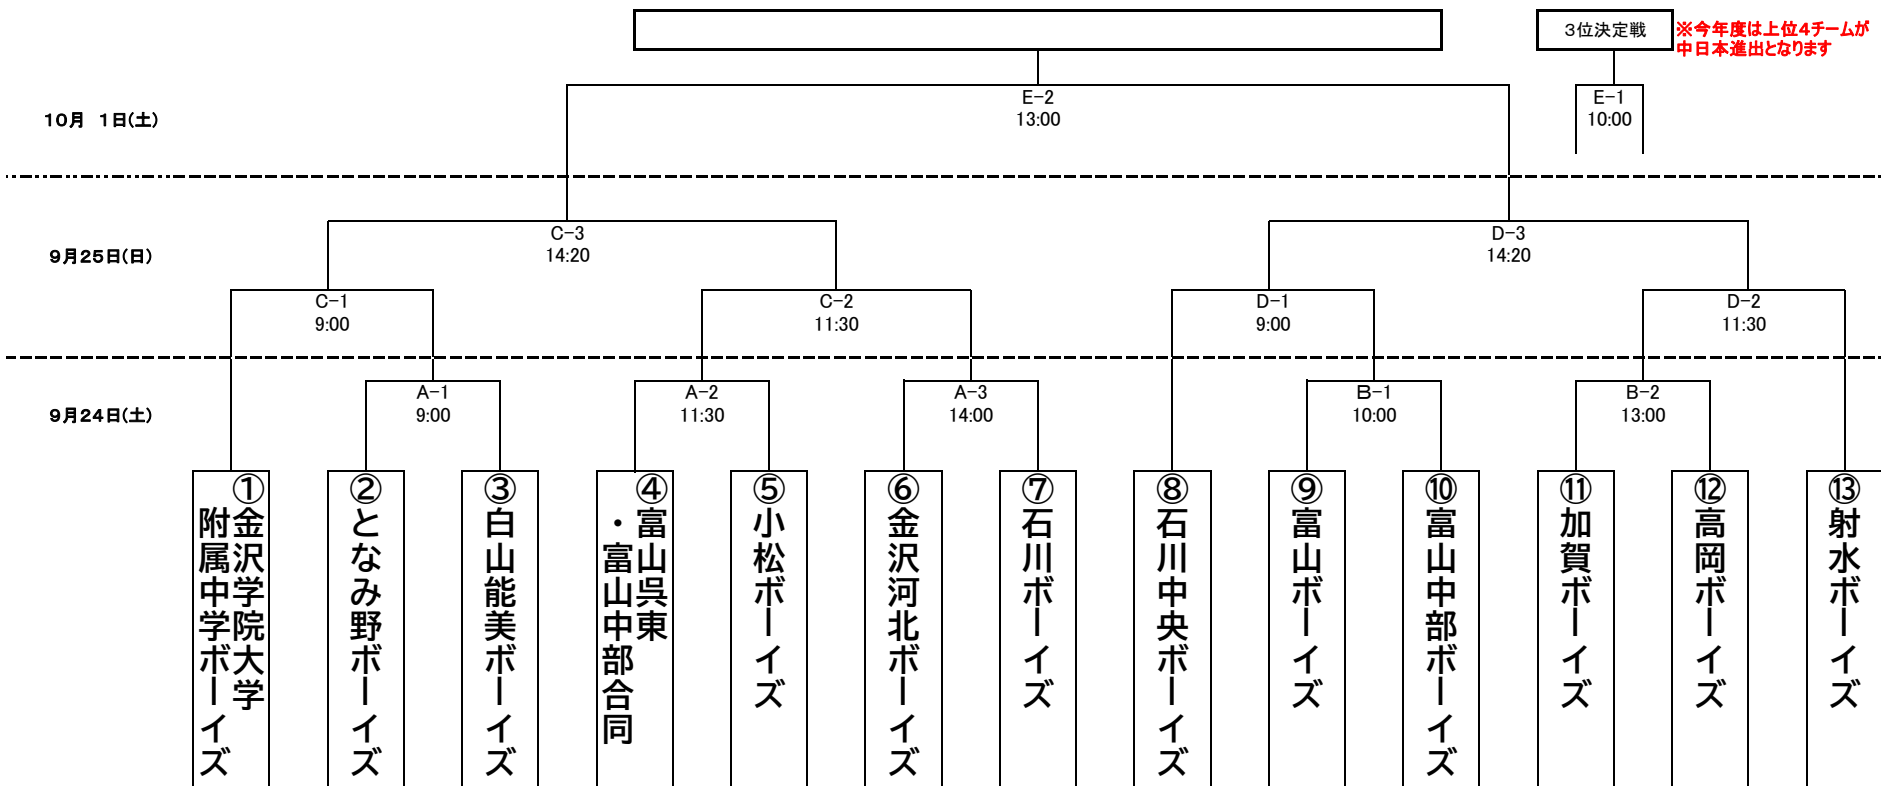 3位決定戦
※今年度は上位4チームが
中日本進出となります
10月 1日(土)
E-2
13:00
E-1
10:00
9月25日(日)
C-3
14:20
D-3
14:20
C-1
9:00
C-2
11:30
D-1
9:00
D-2
11:30
9月24日(土)
A-1
9:00
A-2
11:30
A-3
14:00
B-1
10:00
B-2
13:00
①金沢学院大学
附属中学ボーイズ
②となみ野ボーイズ
③白山能美ボーイズ
④富山呉東
・富山中部合同
⑤小松ボーイズ
⑥金沢河北ボーイズ
⑦石川ボーイズ
⑧石川中央ボーイズ
⑨富山ボーイズ
⑩富山中部ボーイズ
⑪加賀ボーイズ
⑫高岡ボーイズ
⑬射水ボーイズ